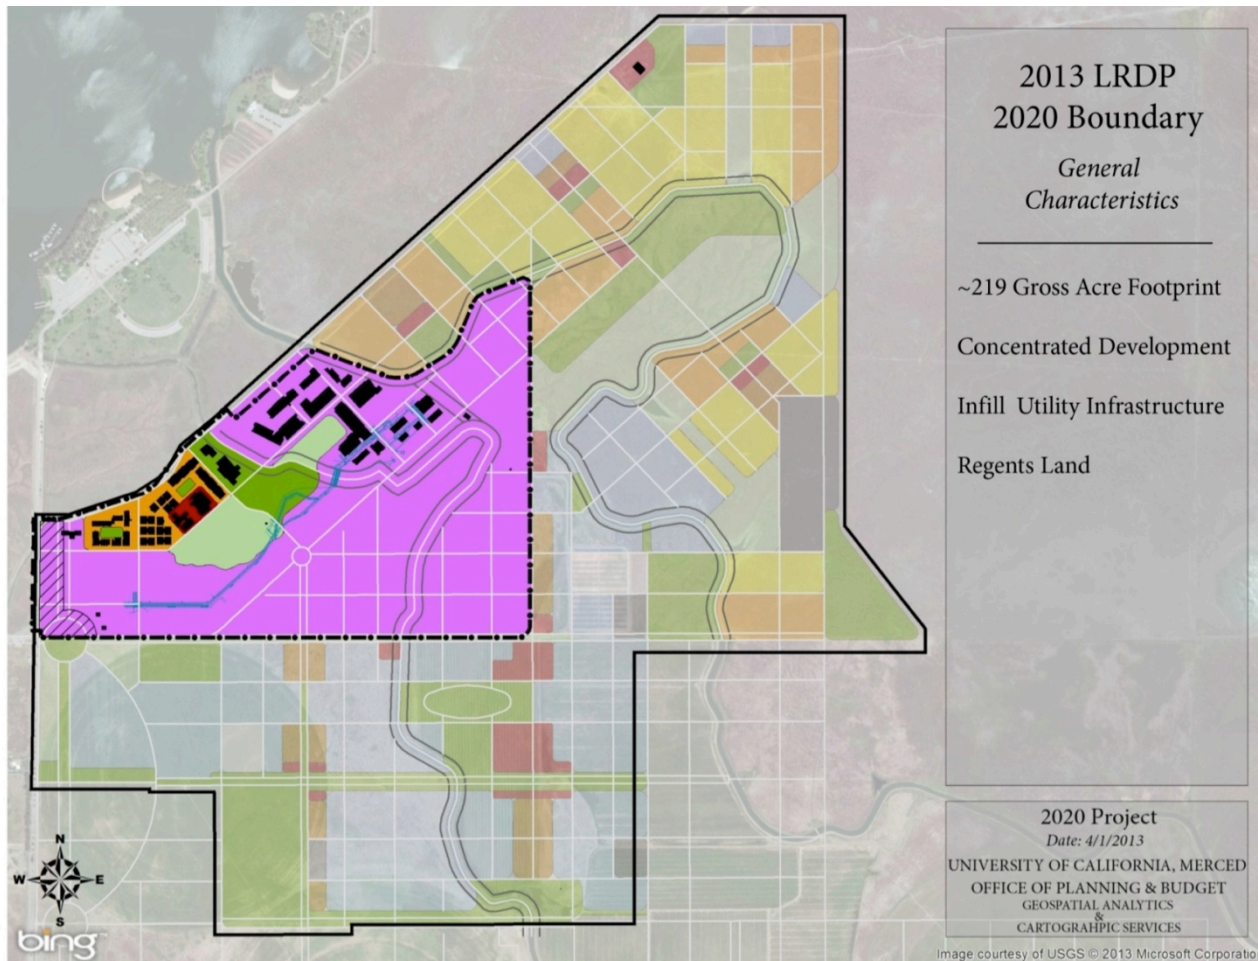 2013 LRDP
2020 Boundary
General
Characteristics
~219 Gross Acre Footprint
Concentrated Development
Infill Utility Infrastructure
Regents Land
2020 Project
Date: 4/1/2013
UNIVERSITY OF CALIFORNIA, MERCED
OFFICE OF PLANNING & BUDGET
GEOSPATIAL ANALYTICS
&
CARTOGRAHPIC SERVICES
N
W E
S
bing
Image courtesy of USGS © 2013 Microsoft Corporatio